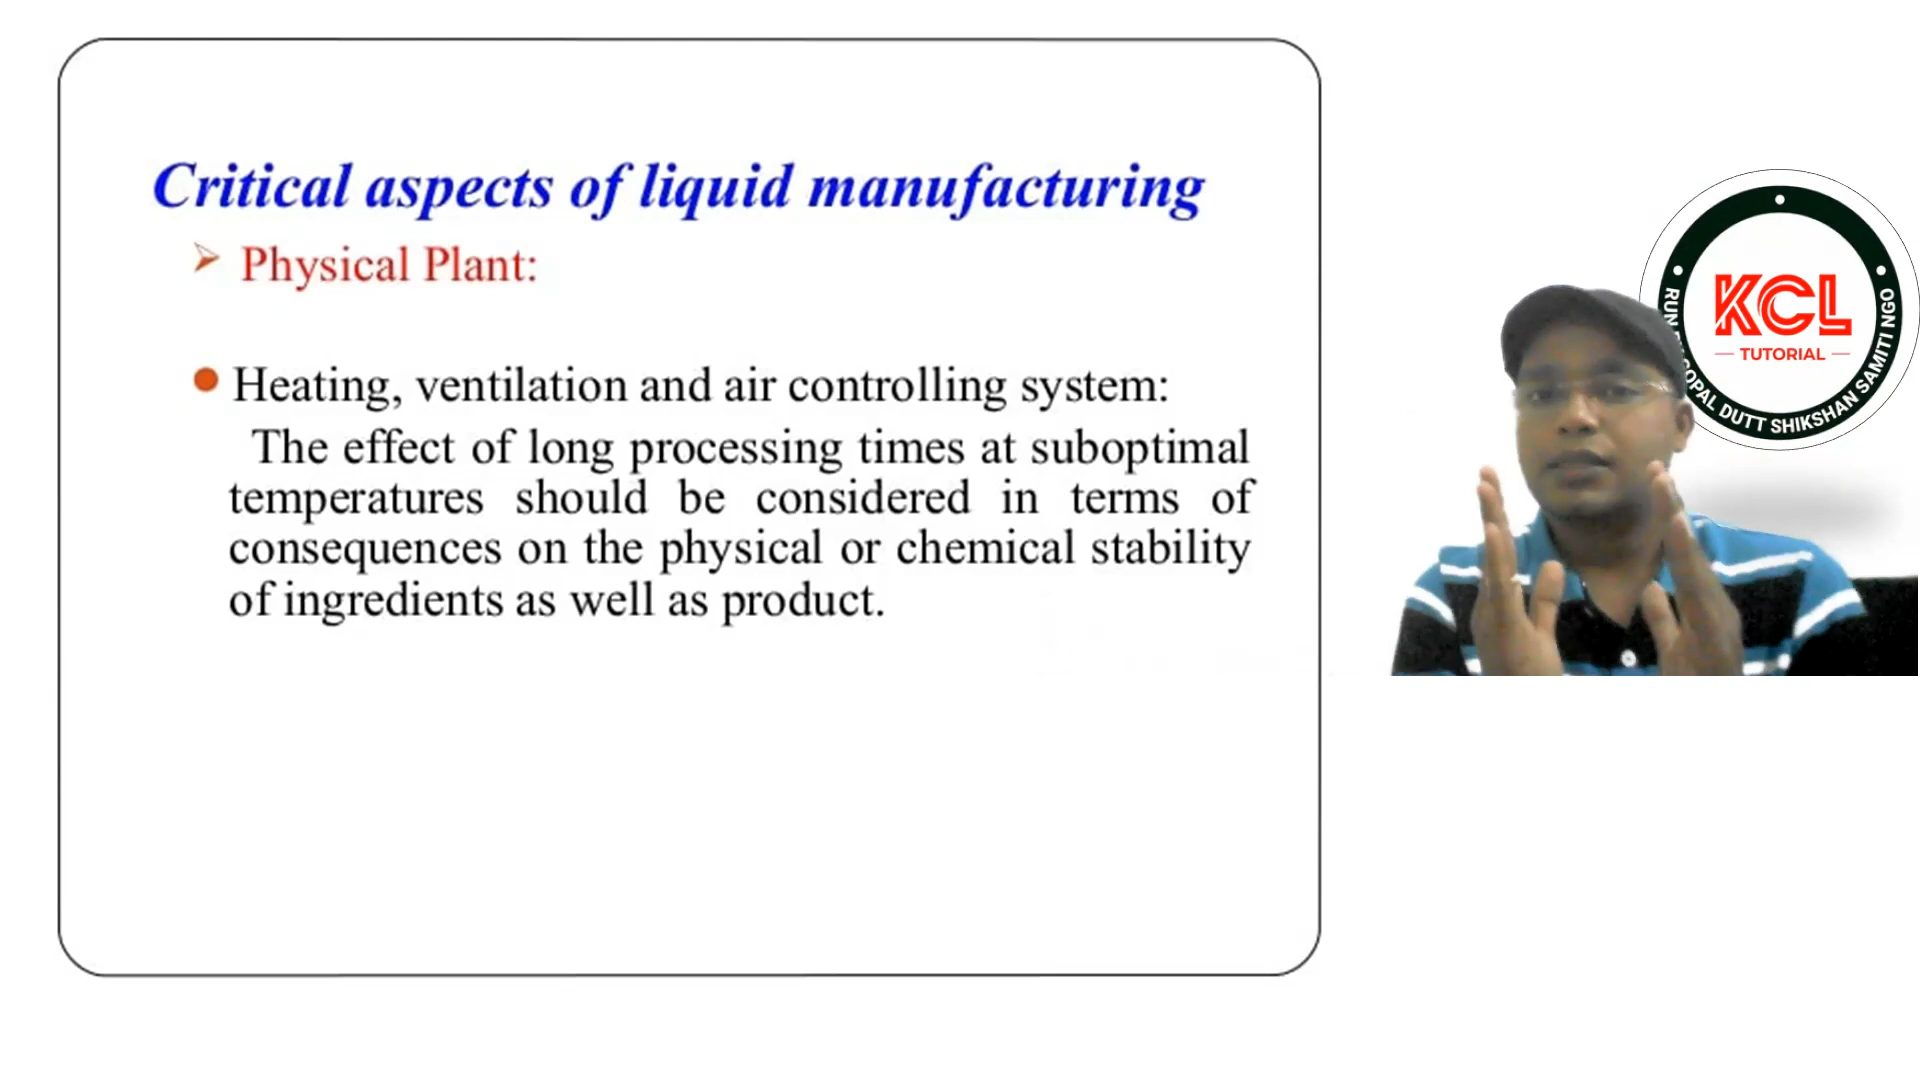 Critical aspects of liquid manufacturing
Physical Plant:
Heating, ventilation and air controlling system:
The effect of long processing times at suboptimal
temperatures should be considered in terms of
consequences on the physical or chemical stability
of ingredients as well as product.
KCL
TUTORIAL
RUN DUTT SHIKSHAN SAMITI NGO